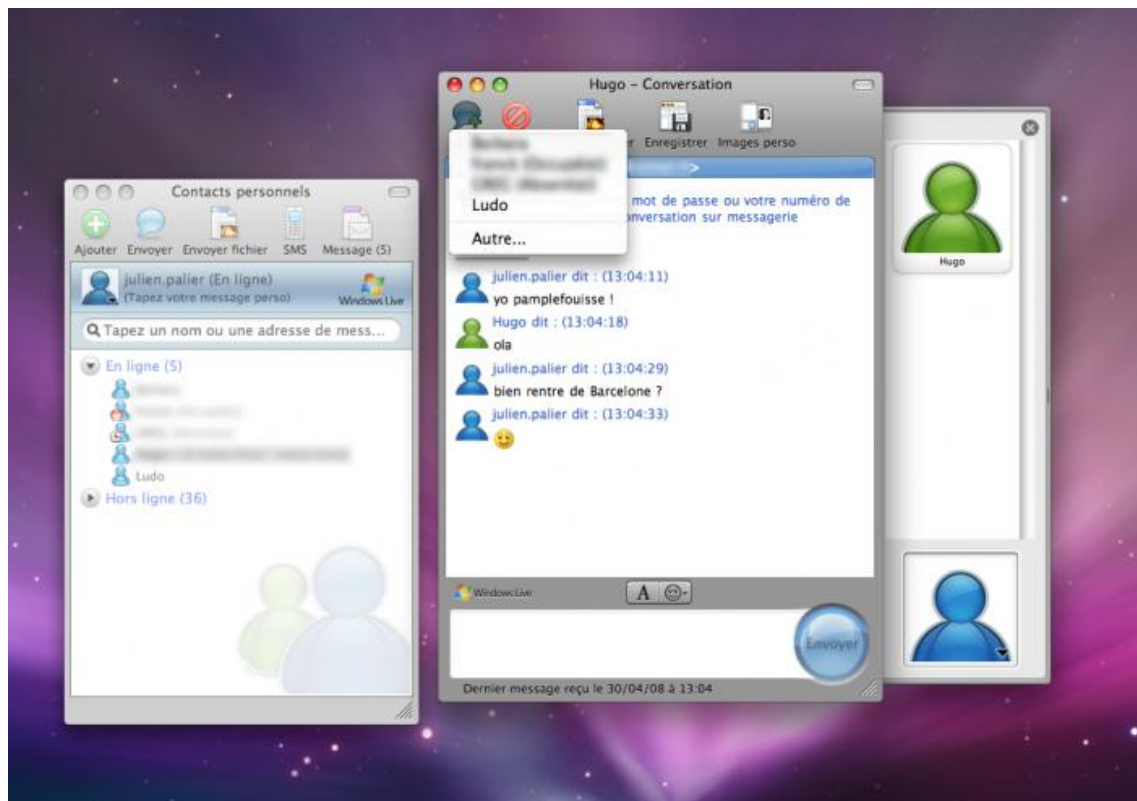 Contacts personnels
Ajouter Envoyer Envoyer fichier SMS Message (5)
julien.palier (En ligne)
(Tapez votre message perso)
Windows Live
Tapez un nom ou une adresse de mess...
En ligne (5)
Ludo
Hors ligne (36)
Hugo – Conversation
Enregistrer Images perso
>
Ludo
Autre...
mot de passe ou votre numéro de
conversation sur messagerie
julien.palier dit : (13:04:11)
yo pamplefouisse !
Hugo dit : (13:04:18)
ola
julien.palier dit : (13:04:29)
bien rentre de Barcelone ?
julien.palier dit : (13:04:33)
Windows Live
A
Envoyer
Dernier message reçu le 30/04/08 à 13:04
Hugo